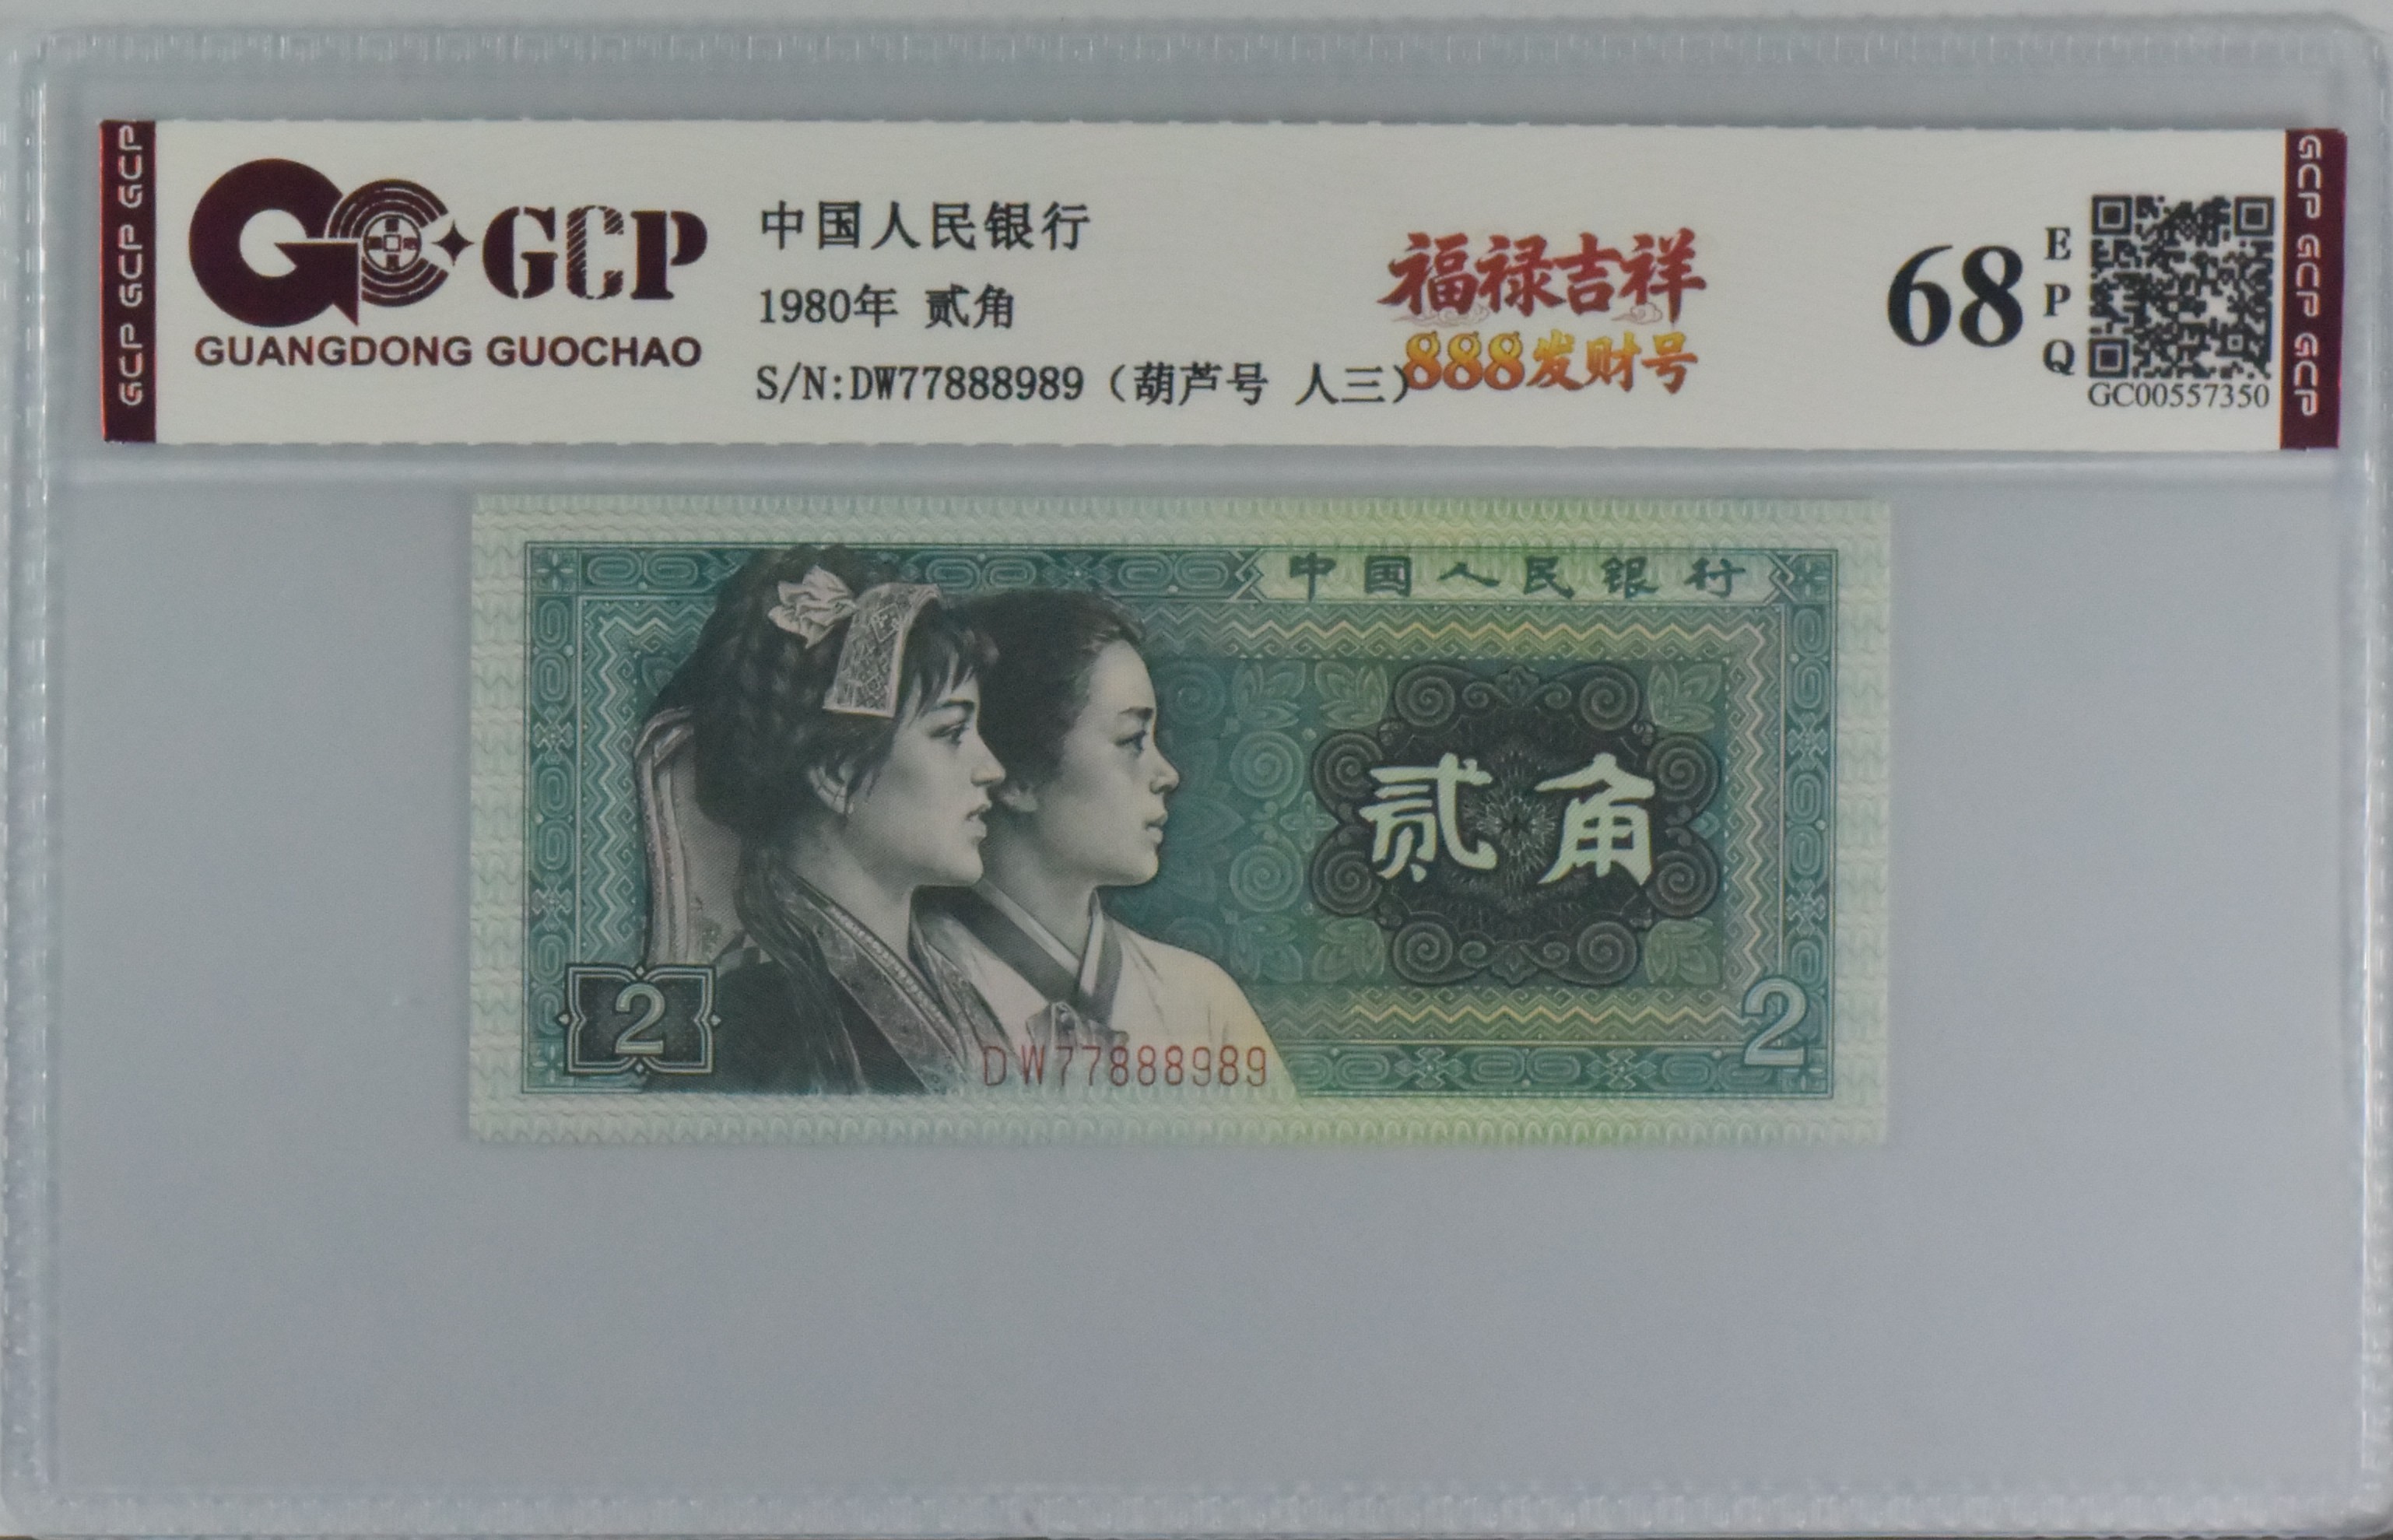 GCP GCP GCP
GCP
GUANGDONG GUOCHAO
中国人民银行
1980年 贰角
S/N:DW77888989（葫芦号 人三）
福禄吉祥
888发财号
68
EPQ
GC00557350
GCP GCP GCP
中国人民银行
贰角
2
2
DW77888989